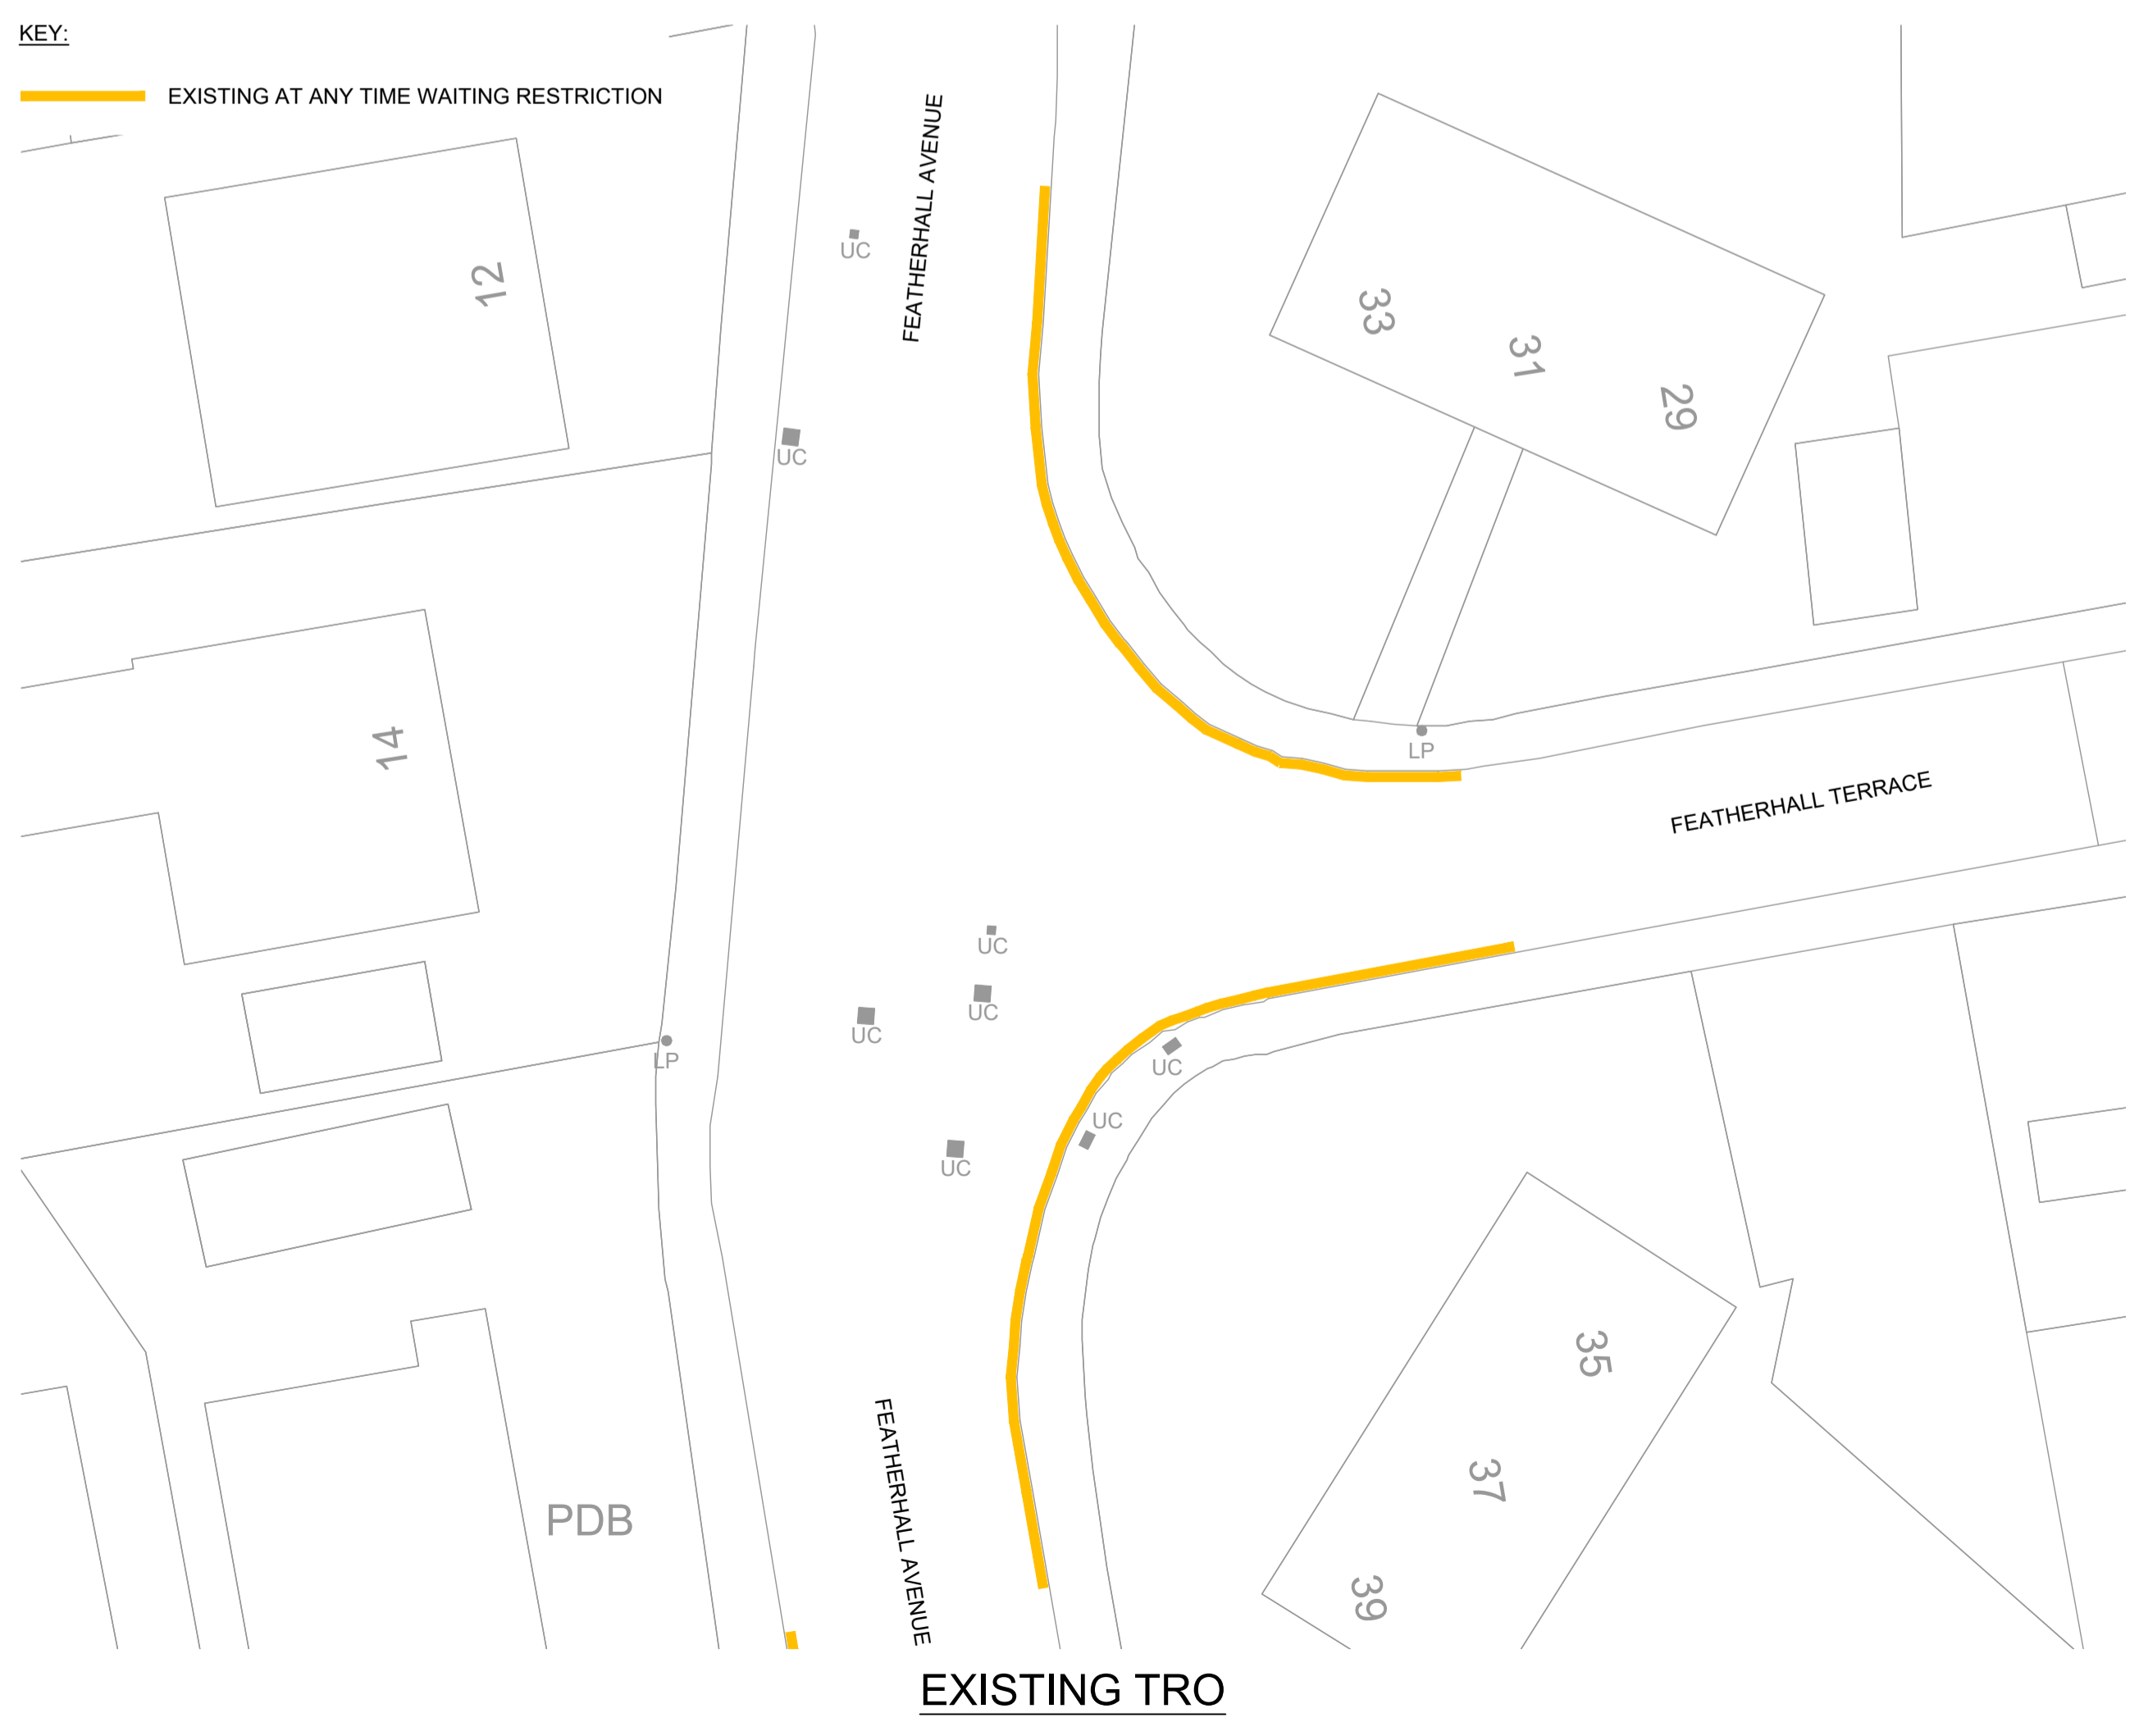 KEY:
EXISTING AT ANY TIME WAITING RESTRICTION
FEATHERHALL AVENUE
UC
12
33
31
29
UC
14
LP
FEATHERHALL TERRACE
UC
UC
UC
LP
UC
UC
UC
35
37
PDB
FEATHERHALL AVENUE
39
EXISTING TRO